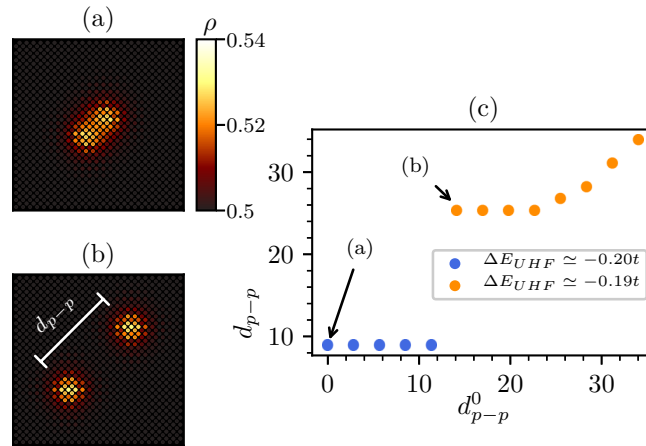 (a)
ρ
0.54
0.52
0.5
(b)
d_{p−p}
(c)
d_{p−p}
30
20
10
(b)
(a)
ΔE_{UHF} ≃ −0.20t
ΔE_{UHF} ≃ −0.19t
0
10
20
30
d^0_{p−p}